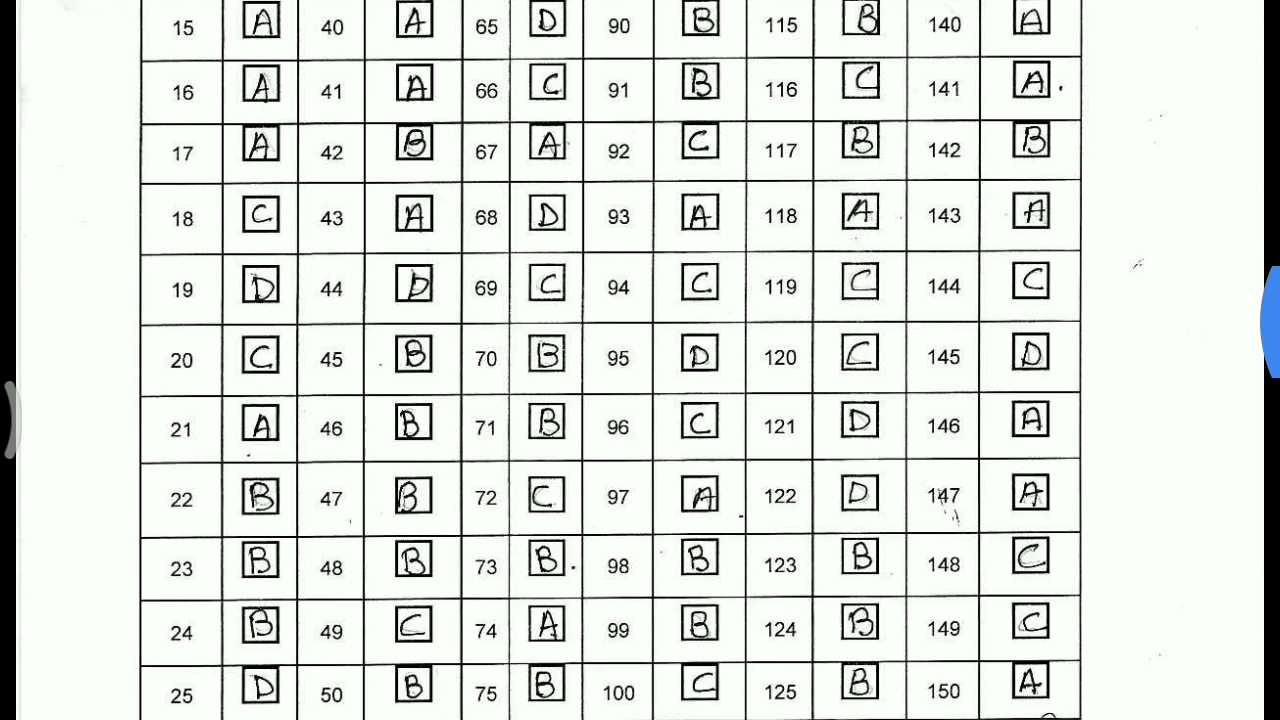 15 A 40 A 65 D 90 B 115 B 140 A
16 A 41 A 66 C 91 B 116 C 141 A.
17 A 42 B 67 A 92 C 117 B 142 B
18 C 43 A 68 D 93 A 118 A 143 A
19 D 44 D 69 C 94 C 119 C 144 C
20 C 45 B 70 B 95 D 120 C 145 D
21 A 46 B 71 B 96 C 121 D 146 A
22 B 47 B 72 C 97 A 122 D 147 A
23 B 48 B 73 B. 98 B 123 B 148 C
24 B 49 C 74 A 99 B 124 B 149 C
25 D 50 B 75 B 100 C 125 B 150 A